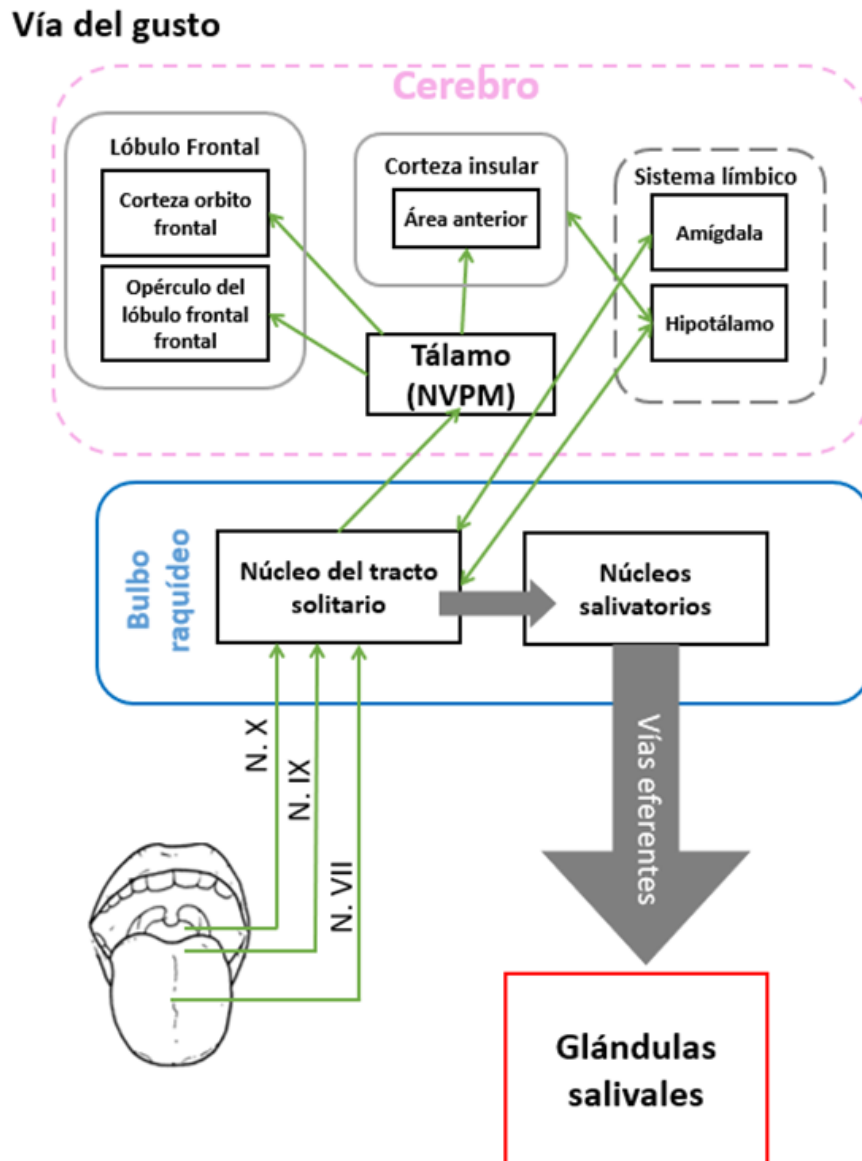 Vía del gusto
Cerebro
Lóbulo Frontal
Corteza orbito
frontal
Opérculo del
lóbulo frontal
frontal
Corteza insular
Área anterior
Sistema límbico
Amígdala
Hipotálamo
Tálamo
(NVPM)
Bulbo
raquídeo
Núcleo del tracto
solitario
Núcleos
salivatorios
N. X
N. IX
N. VII
Vías eferentes
Glándulas
salivales